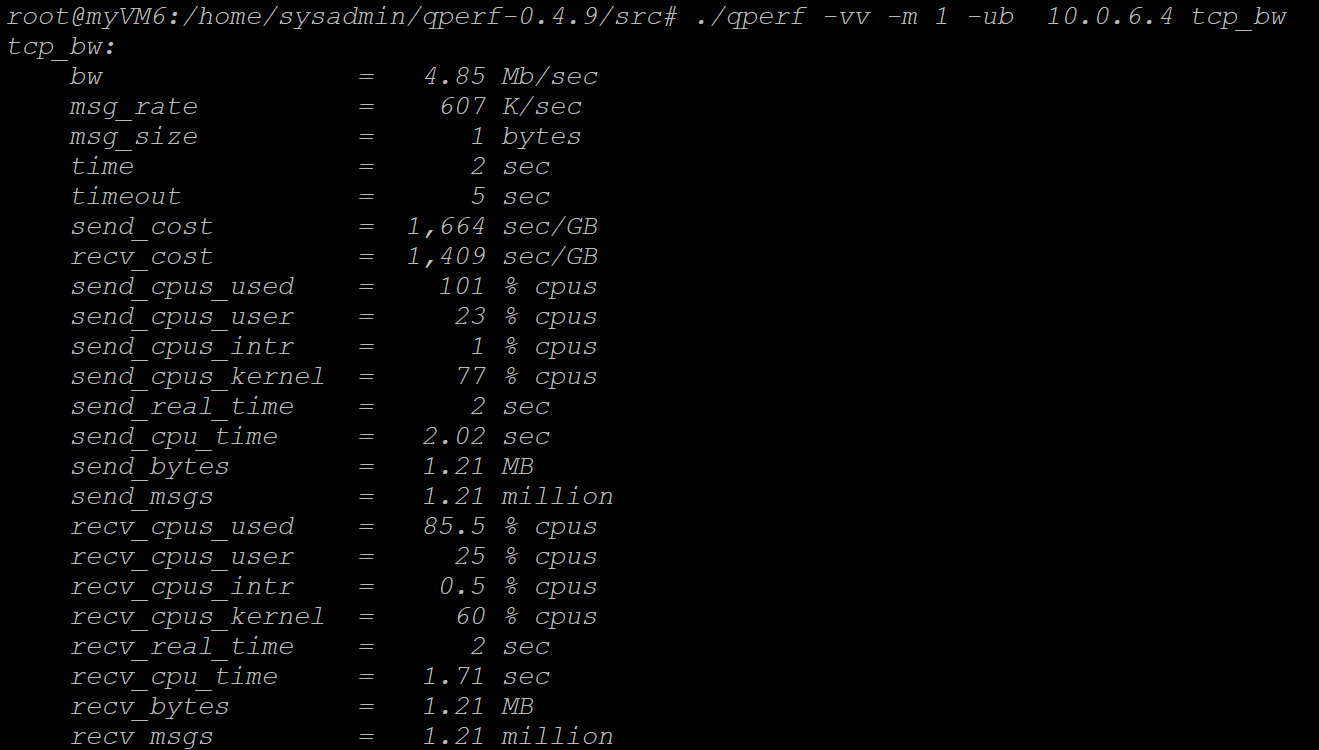 root@myVM6:/home/sysadmin/qperf-0.4.9/src# ./qperf -vv -m 1 -ub  10.0.6.4 tcp_bw
tcp_bw:
    bw                =   4.85 Mb/sec
    msg_rate          =    607 K/sec
    msg_size          =      1 bytes
    time              =      2 sec
    timeout           =      5 sec
    send_cost         =  1,664 sec/GB
    recv_cost         =  1,409 sec/GB
    send_cpus_used    =    101 % cpus
    send_cpus_user    =     23 % cpus
    send_cpus_intr    =      1 % cpus
    send_cpus_kernel  =     77 % cpus
    send_real_time    =      2 sec
    send_cpu_time     =   2.02 sec
    send_bytes        =   1.21 MB
    send_msgs         =   1.21 million
    recv_cpus_used    =   85.5 % cpus
    recv_cpus_user    =     25 % cpus
    recv_cpus_intr    =    0.5 % cpus
    recv_cpus_kernel  =     60 % cpus
    recv_real_time    =      2 sec
    recv_cpu_time     =   1.71 sec
    recv_bytes        =   1.21 MB
    recv_msgs         =   1.21 million